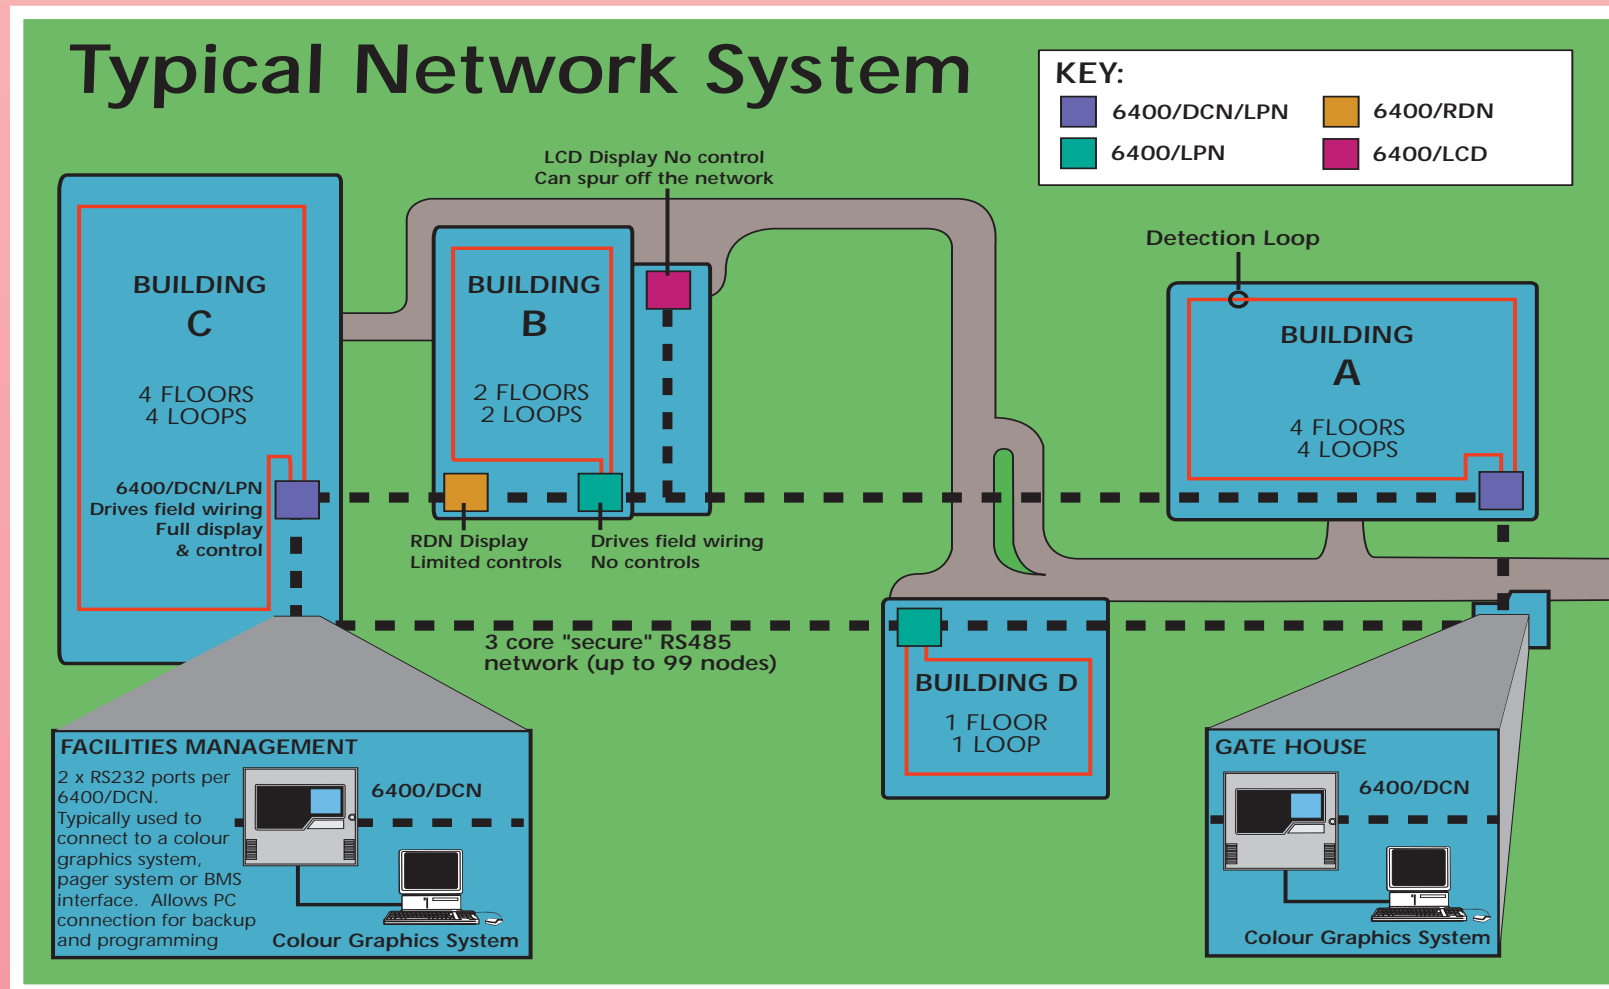 Typical Network System
KEY:
6400/DCN/LPN
6400/RDN
6400/LPN
6400/LCD
LCD Display No control
Can spur off the network
Detection Loop
BUILDING
C
4 FLOORS
4 LOOPS
6400/DCN/LPN
Drives field wiring
Full display
& control
BUILDING
B
2 FLOORS
2 LOOPS
RDN Display
Limited controls
Drives field wiring
No controls
BUILDING
A
4 FLOORS
4 LOOPS
3 core "secure" RS485
network (up to 99 nodes)
BUILDING D
1 FLOOR
1 LOOP
FACILITIES MANAGEMENT
2 x RS232 ports per
6400/DCN.
Typically used to
connect to a colour
graphics system,
pager system or BMS
interface. Allows PC
connection for backup
and programming
6400/DCN
Colour Graphics System
GATE HOUSE
6400/DCN
Colour Graphics System